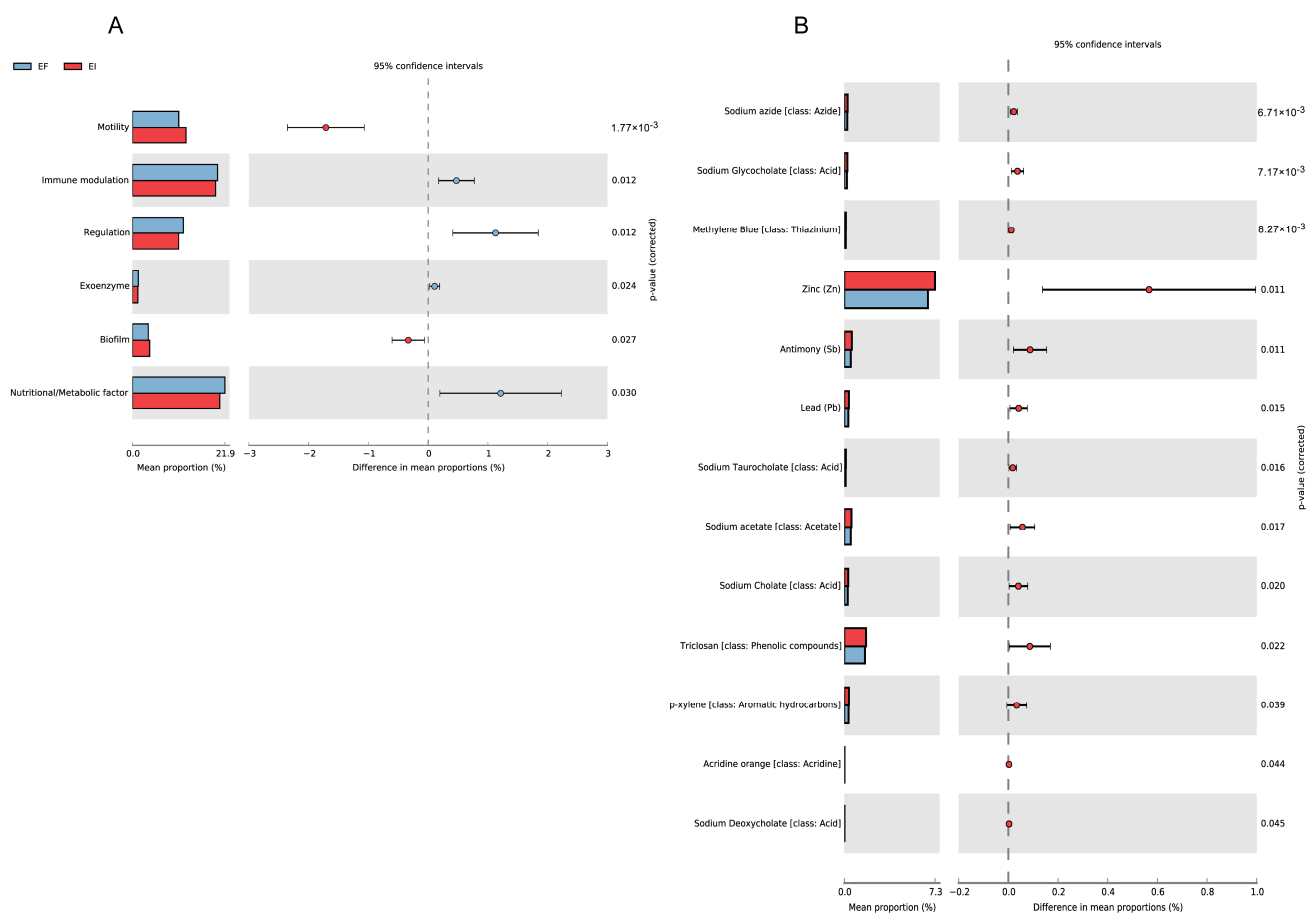 A
EF EI
95% confidence intervals
Motility 1.77×10-3
Immune modulation 0.012
Regulation 0.012
Exoenzyme 0.024
Biofilm 0.027
Nutritional/Metabolic factor 0.030
p-value (corrected)
0.0 21.9 −3 −2 −1 0 1 2 3
Mean proportion (%) Difference in mean proportions (%)
B
95% confidence intervals
Sodium azide [class: Azide] 6.71×10-3
Sodium Glycocholate [class: Acid] 7.17×10-3
Methylene Blue [class: Thiazinium] 8.27×10-3
Zinc (Zn) 0.011
Antimony (Sb) 0.011
Lead (Pb) 0.015
Sodium Taurocholate [class: Acid] 0.016
Sodium acetate [class: Acetate] 0.017
Sodium Cholate [class: Acid] 0.020
Triclosan [class: Phenolic compounds] 0.022
p-xylene [class: Aromatic hydrocarbons] 0.039
Acridine orange [class: Acridine] 0.044
Sodium Deoxycholate [class: Acid] 0.045
p-value (corrected)
0.0 7.3 −0.2 0.0 0.2 0.4 0.6 0.8 1.0
Mean proportion (%) Difference in mean proportions (%)